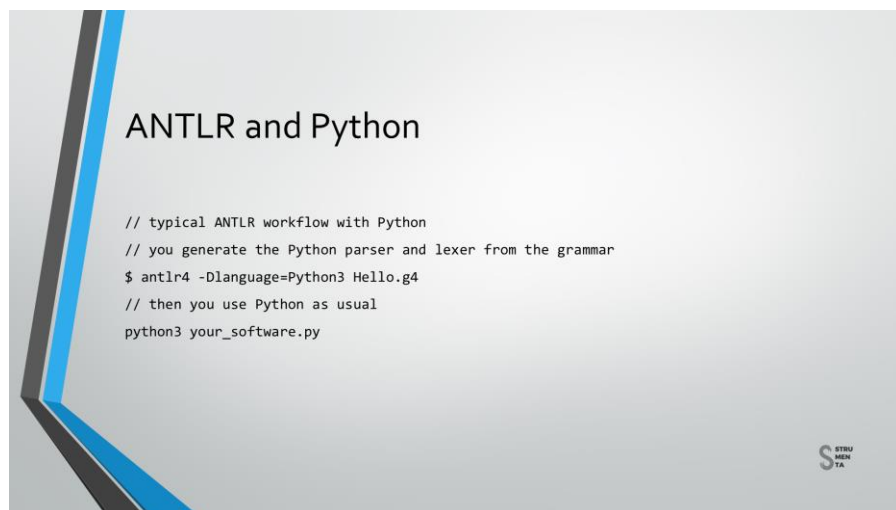 ANTLR and Python
// typical ANTLR workflow with Python
// you generate the Python parser and lexer from the grammar
$ antlr4 -Dlanguage=Python3 Hello.g4
// then you use Python as usual
python3 your_software.py
STRU
MEN
TA